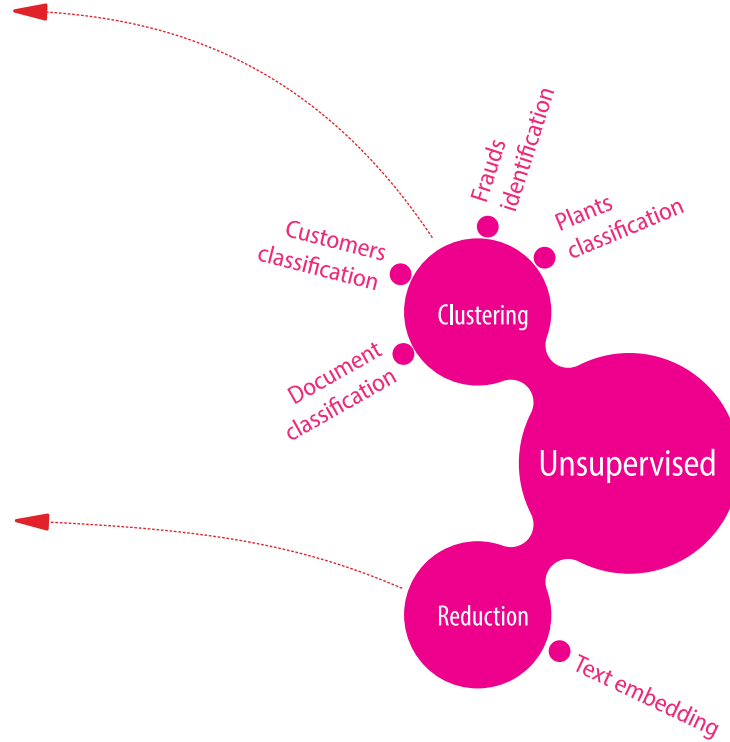 Frauds
identification
Plants
classification
Customers
classification
Clustering
Document
classification
Unsupervised
Reduction
Text embedding